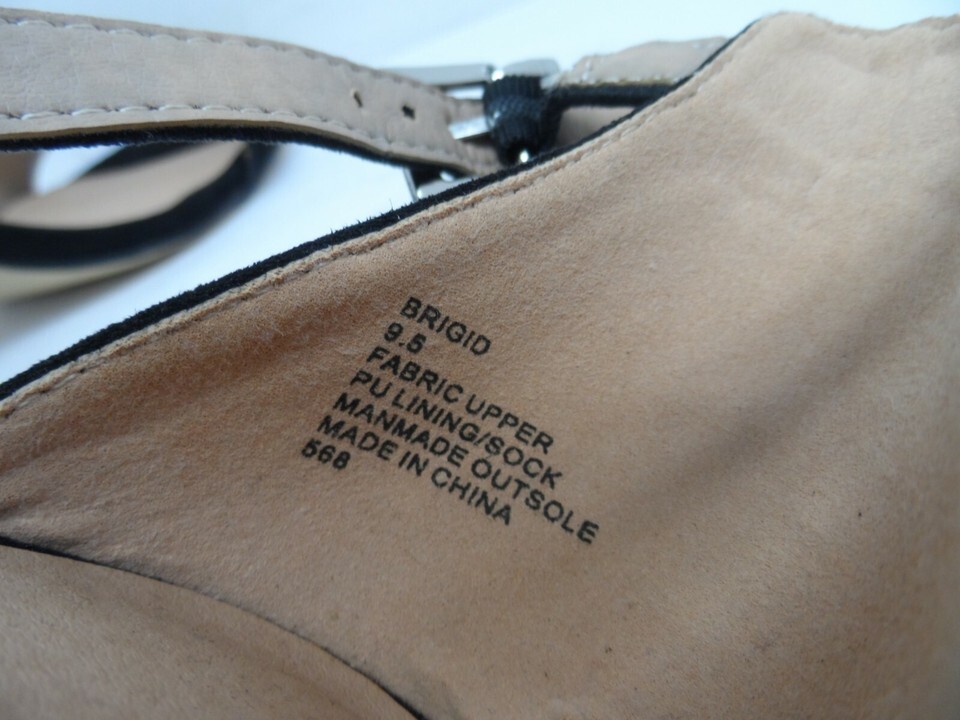 BRIGID
9.5
FABRIC UPPER
PU LINING/SOCK
MANMADE OUTSOLE
MADE IN CHINA
568